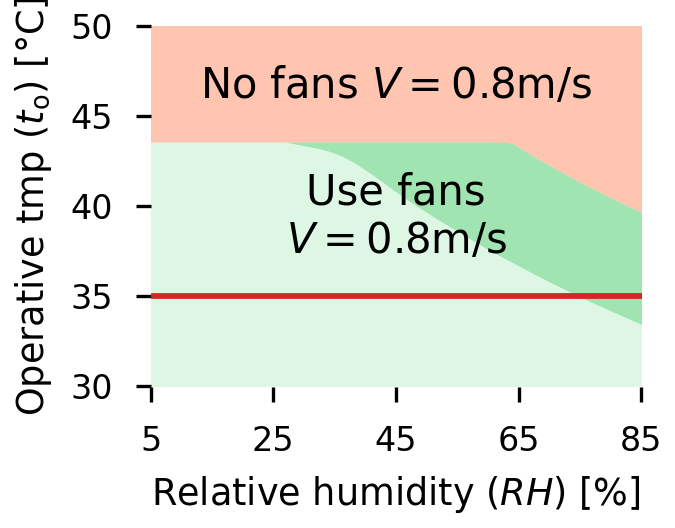 Operative tmp (tₒ) [°C]
50
45
40
35
30
No fans V = 0.8m/s
Use fans
V = 0.8m/s
5 25 45 65 85
Relative humidity (RH) [%]